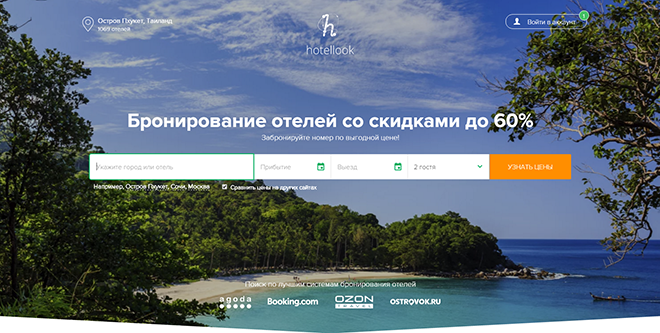 Остров Пхукет, Таиланд
1069 отелей
Войти в аккаунт
1
h
hotellook
Бронирование отелей со скидками до 60%
Забронируйте номер по выгодной цене!
Укажите город или отель
Прибытие
Выезд
2 гостя
УЗНАТЬ ЦЕНЫ
Например, Остров Пхукет, Сочи, Москва
Сравнить цены на других сайтах
Поиск по лучшим системам бронирования отелей
agoda
Booking.com
OZON
TRAVEL
OSTROVOK.RU